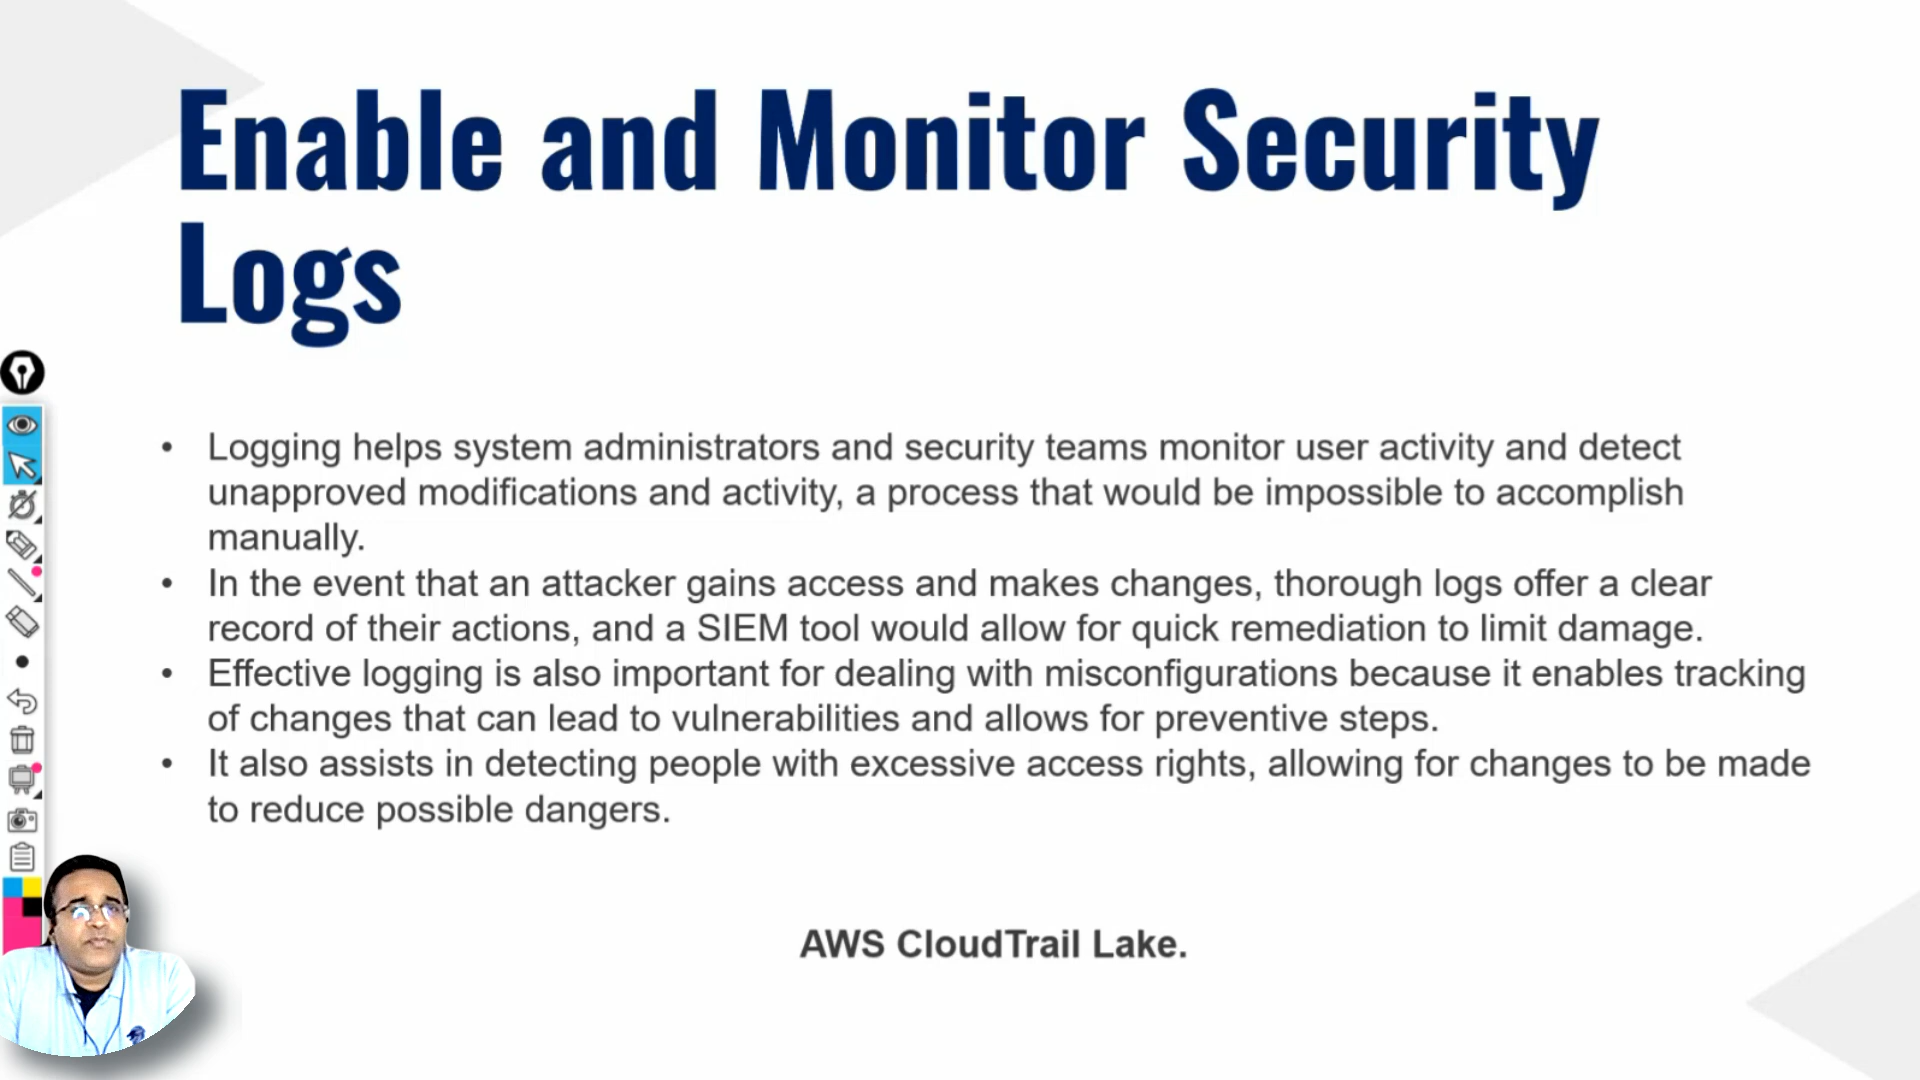 Enable and Monitor Security
Logs
• Logging helps system administrators and security teams monitor user activity and detect
unapproved modifications and activity, a process that would be impossible to accomplish
manually.
• In the event that an attacker gains access and makes changes, thorough logs offer a clear
record of their actions, and a SIEM tool would allow for quick remediation to limit damage.
• Effective logging is also important for dealing with misconfigurations because it enables tracking
of changes that can lead to vulnerabilities and allows for preventive steps.
• It also assists in detecting people with excessive access rights, allowing for changes to be made
to reduce possible dangers.
AWS CloudTrail Lake.